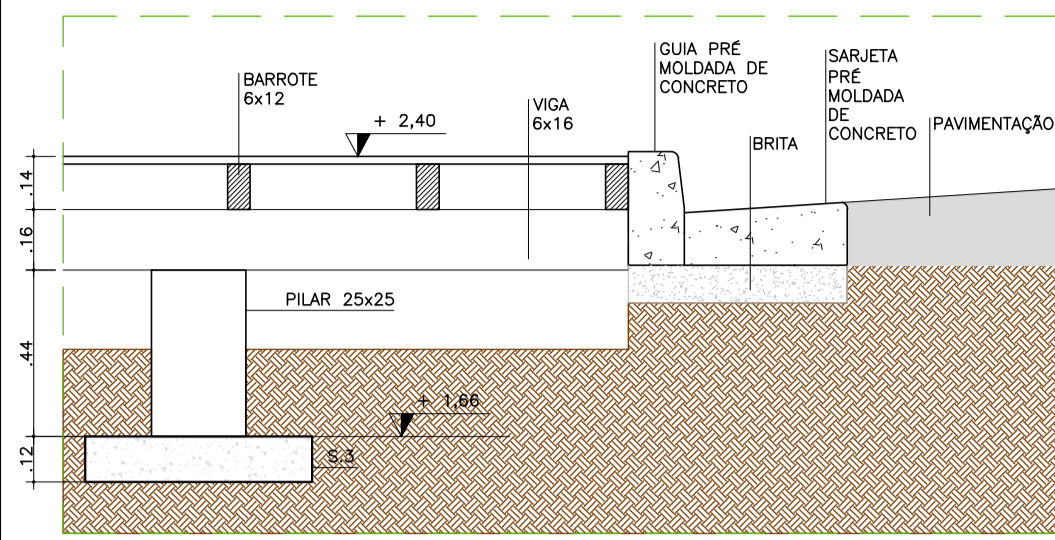 GUIA PRÉ
MOLDADA DE
CONCRETO
SARJETA
PRÉ
MOLDADA
DE
CONCRETO
BARROTE
6x12
VIGA
6x16
+ 2,40
PAVIMENTAÇÃO
BRITA
.14
.16
PILAR 25x25
.44
+ 1,66
.12
S.3